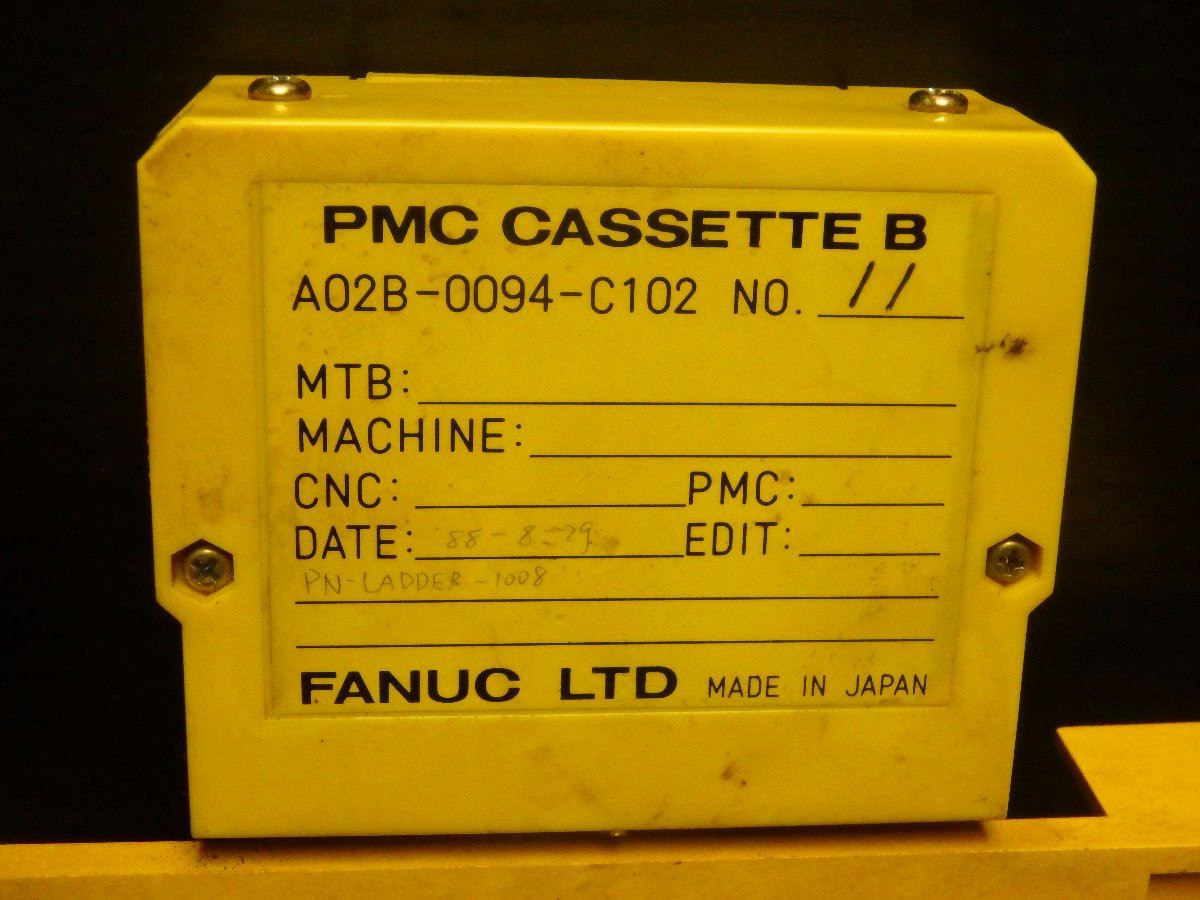 PMC CASSETTE B
A02B-0094-C102 NO. 11
MTB:
MACHINE:
CNC: PMC:
DATE: 88-8-29 EDIT:
PN-LADDER-1008
FANUC LTD MADE IN JAPAN